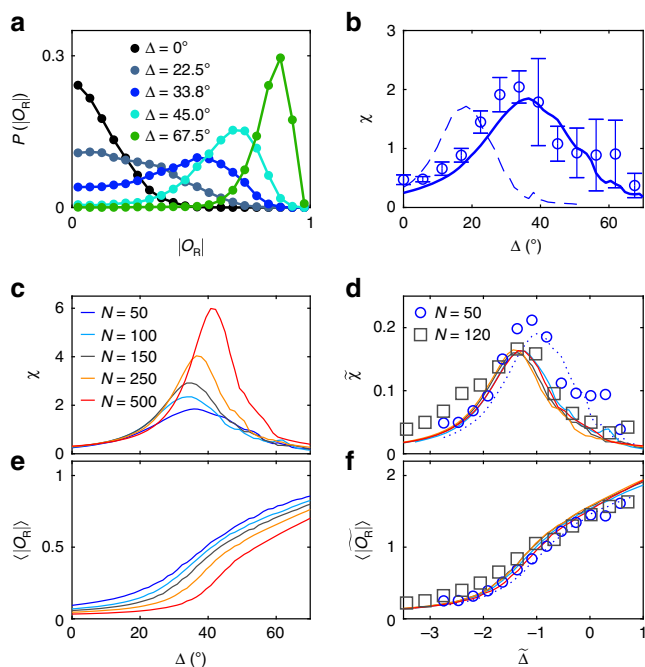 a
0.3
0
P (|O_R|)
Δ = 0°
Δ = 22.5°
Δ = 33.8°
Δ = 45.0°
Δ = 67.5°
0
1
|O_R|
b
3
2
1
0
χ
0
20
40
60
Δ (°)
c
6
4
2
χ
N = 50
N = 100
N = 150
N = 250
N = 500
d
0.2
0.1
0
χ̃
N = 50
N = 120
e
1
0.5
0
⟨|O_R|⟩
0
20
40
60
Δ (°)
f
2
1
0
⟨|Õ_R|⟩
−3
−2
−1
0
1
Δ̃